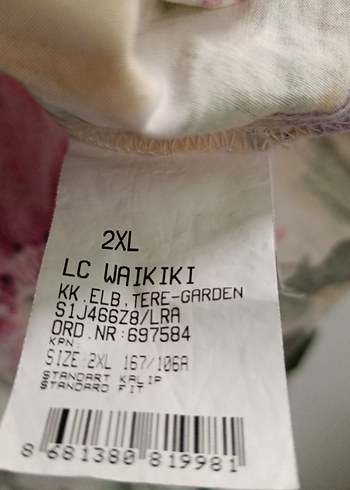 2XL
LC WAIKIKI
KK.ELB.TERE-GARDEN
S1J466Z8/LRA
ORD.NR:697584
KPN
SIZE:2XL 167/106A
STANDART KALIP
STANDARD FIT
8 681380 819981